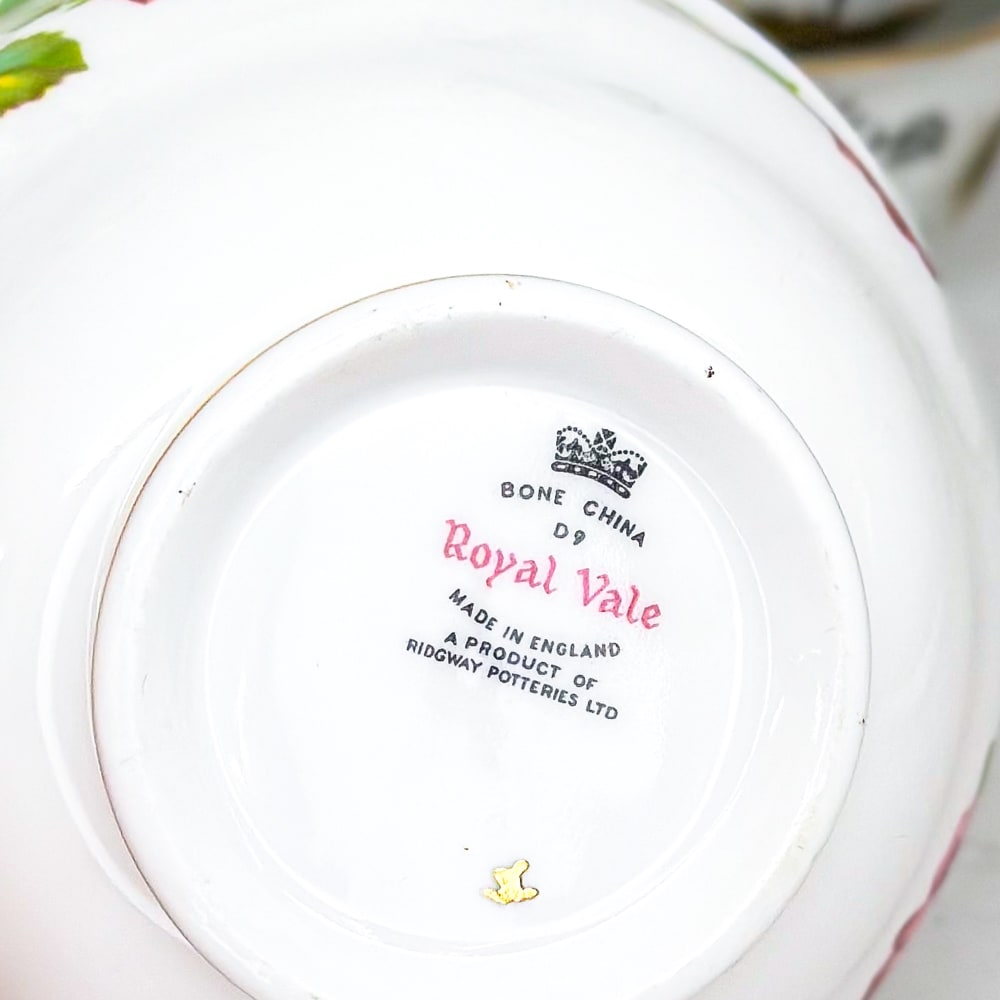 BONE CHINA
D9
Royal Vale
MADE IN ENGLAND
A PRODUCT OF
RIDGWAY POTTERIES LTD